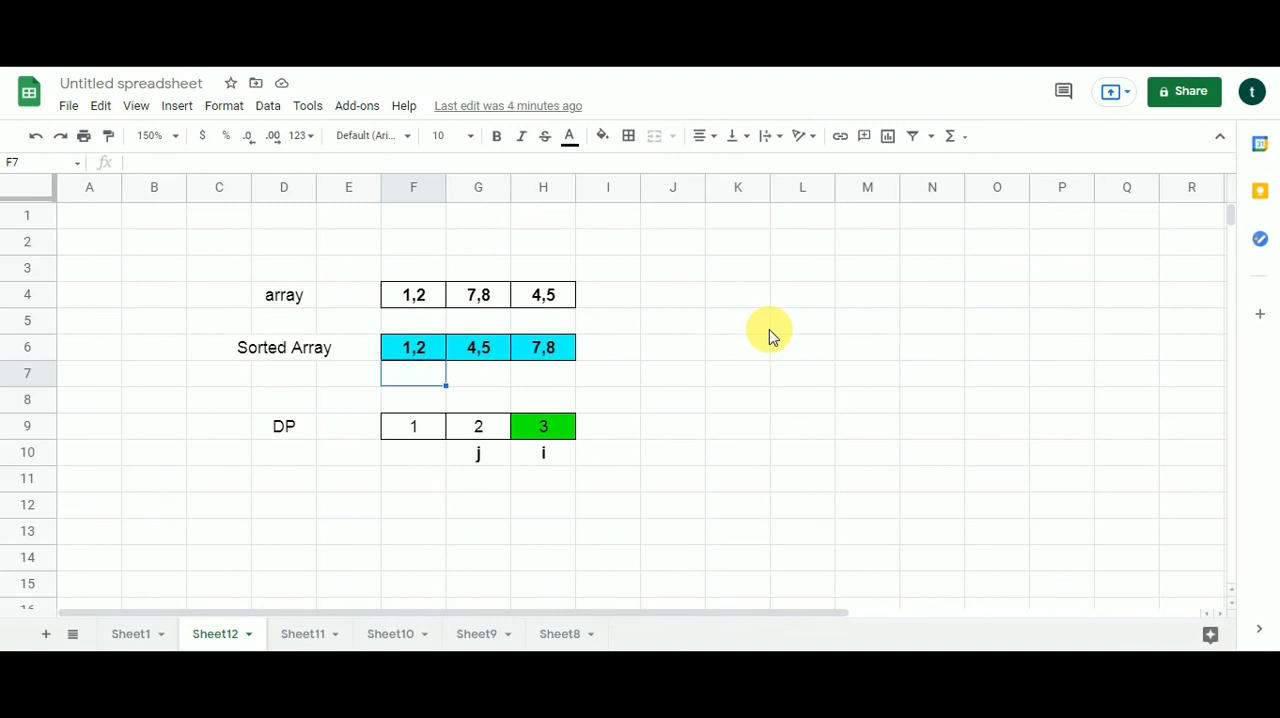 Untitled spreadsheet
File Edit View Insert Format Data Tools Add-ons Help Last edit was 4 minutes ago
Share t
150% $ % .0 .00 123 Default (Ari... 10 B I S A Σ
F7 fx
A B C D E F G H I J K L M N O P Q R
1
2
3
4 array 1,2 7,8 4,5
5
6 Sorted Array 1,2 4,5 7,8
7
8
9 DP 1 2 3
10 j i
11
12
13
14
15
16
+ Sheet1 Sheet12 Sheet11 Sheet10 Sheet9 Sheet8
31